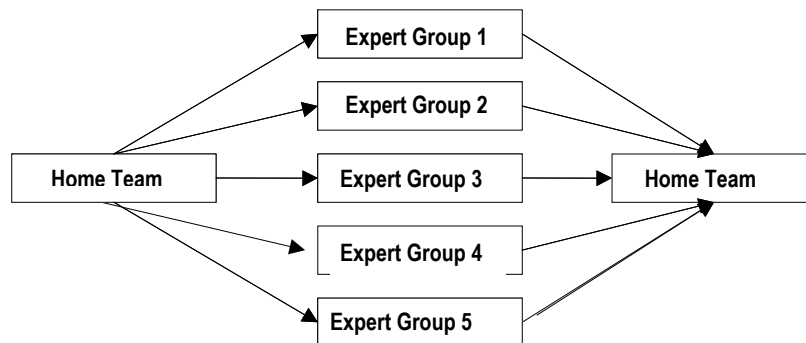 Expert Group 1
Expert Group 2
Home Team
Expert Group 3
Home Team
Expert Group 4
Expert Group 5